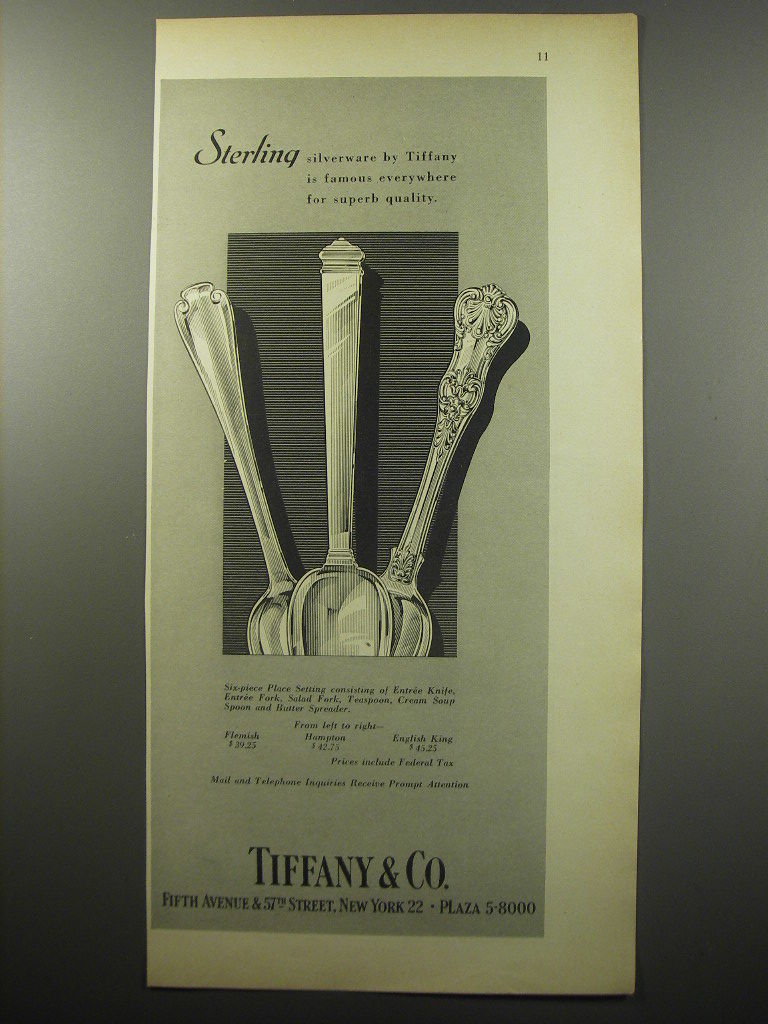 11
Sterling silverware by Tiffany
is famous everywhere
for superb quality.
Six-piece Place Setting consisting of Entrée Knife,
Entrée Fork, Salad Fork, Teaspoon, Cream Soup
Spoon and Butter Spreader.
From left to right—
Flemish Hampton English King
$39.25 $42.75 $45.25
Prices include Federal Tax
Mail and Telephone Inquiries Receive Prompt Attention
TIFFANY & CO.
FIFTH AVENUE & 57TH STREET, NEW YORK 22 • PLAZA 5-8000